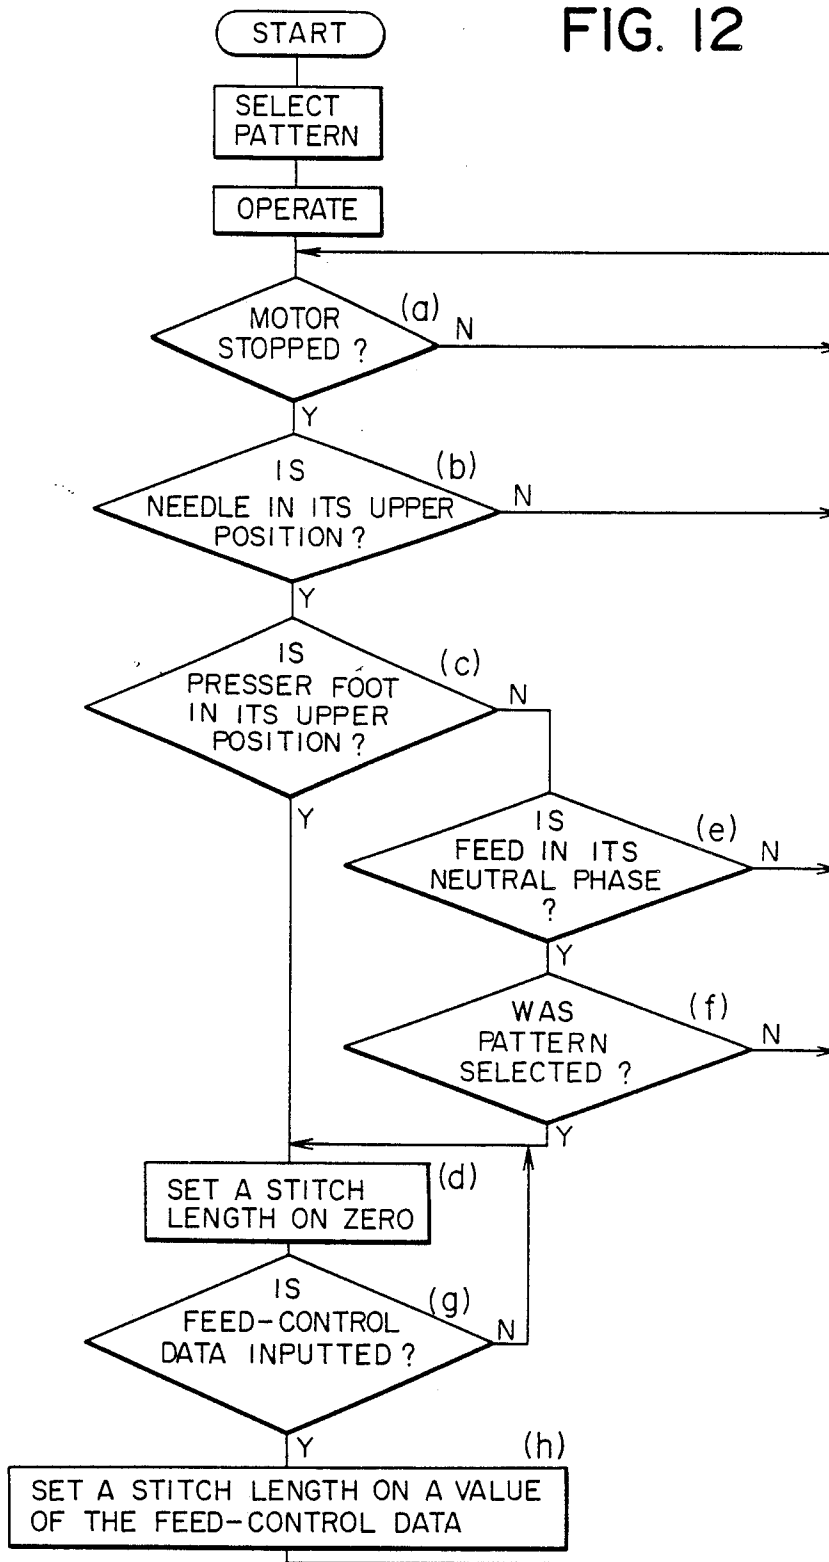 FIG. 12
START
SELECT
PATTERN
OPERATE
MOTOR
STOPPED ?
(a)
N
Y
IS
NEEDLE IN ITS UPPER
POSITION ?
(b)
N
Y
IS
PRESSER FOOT
IN ITS UPPER
POSITION ?
(c)
N
Y
IS
FEED IN ITS
NEUTRAL PHASE
?
(e)
N
Y
WAS
PATTERN
SELECTED ?
(f)
N
Y
SET A STITCH
LENGTH ON ZERO
(d)
IS
FEED-CONTROL
DATA INPUTTED ?
(g)
N
Y
(h)
SET A STITCH LENGTH ON A VALUE
OF THE FEED-CONTROL DATA